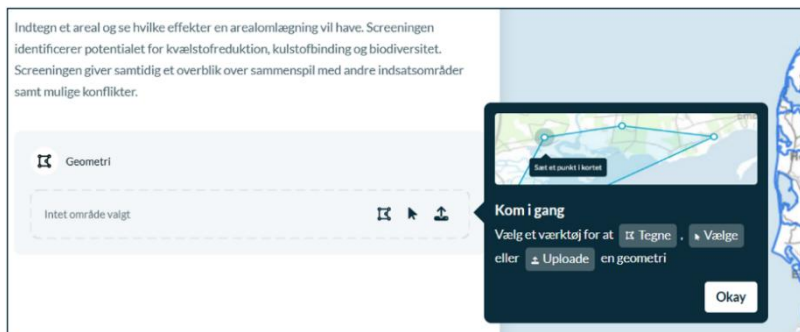 Indtegn et areal og se hvilke effekter en arealomlægning vil have. Screeningen
identificerer potentialet for kvælstofreduktion, kulstofbinding og biodiversitet.
Screeningen giver samtidig et overblik over sammenspil med andre indsatsområder
samt mulige konflikter.
Geometri
Intet område valgt
Sæt et punkt i kortet
Kom i gang
Vælg et værktøj for at Tegne , Vælge
eller Uploade en geometri
Okay